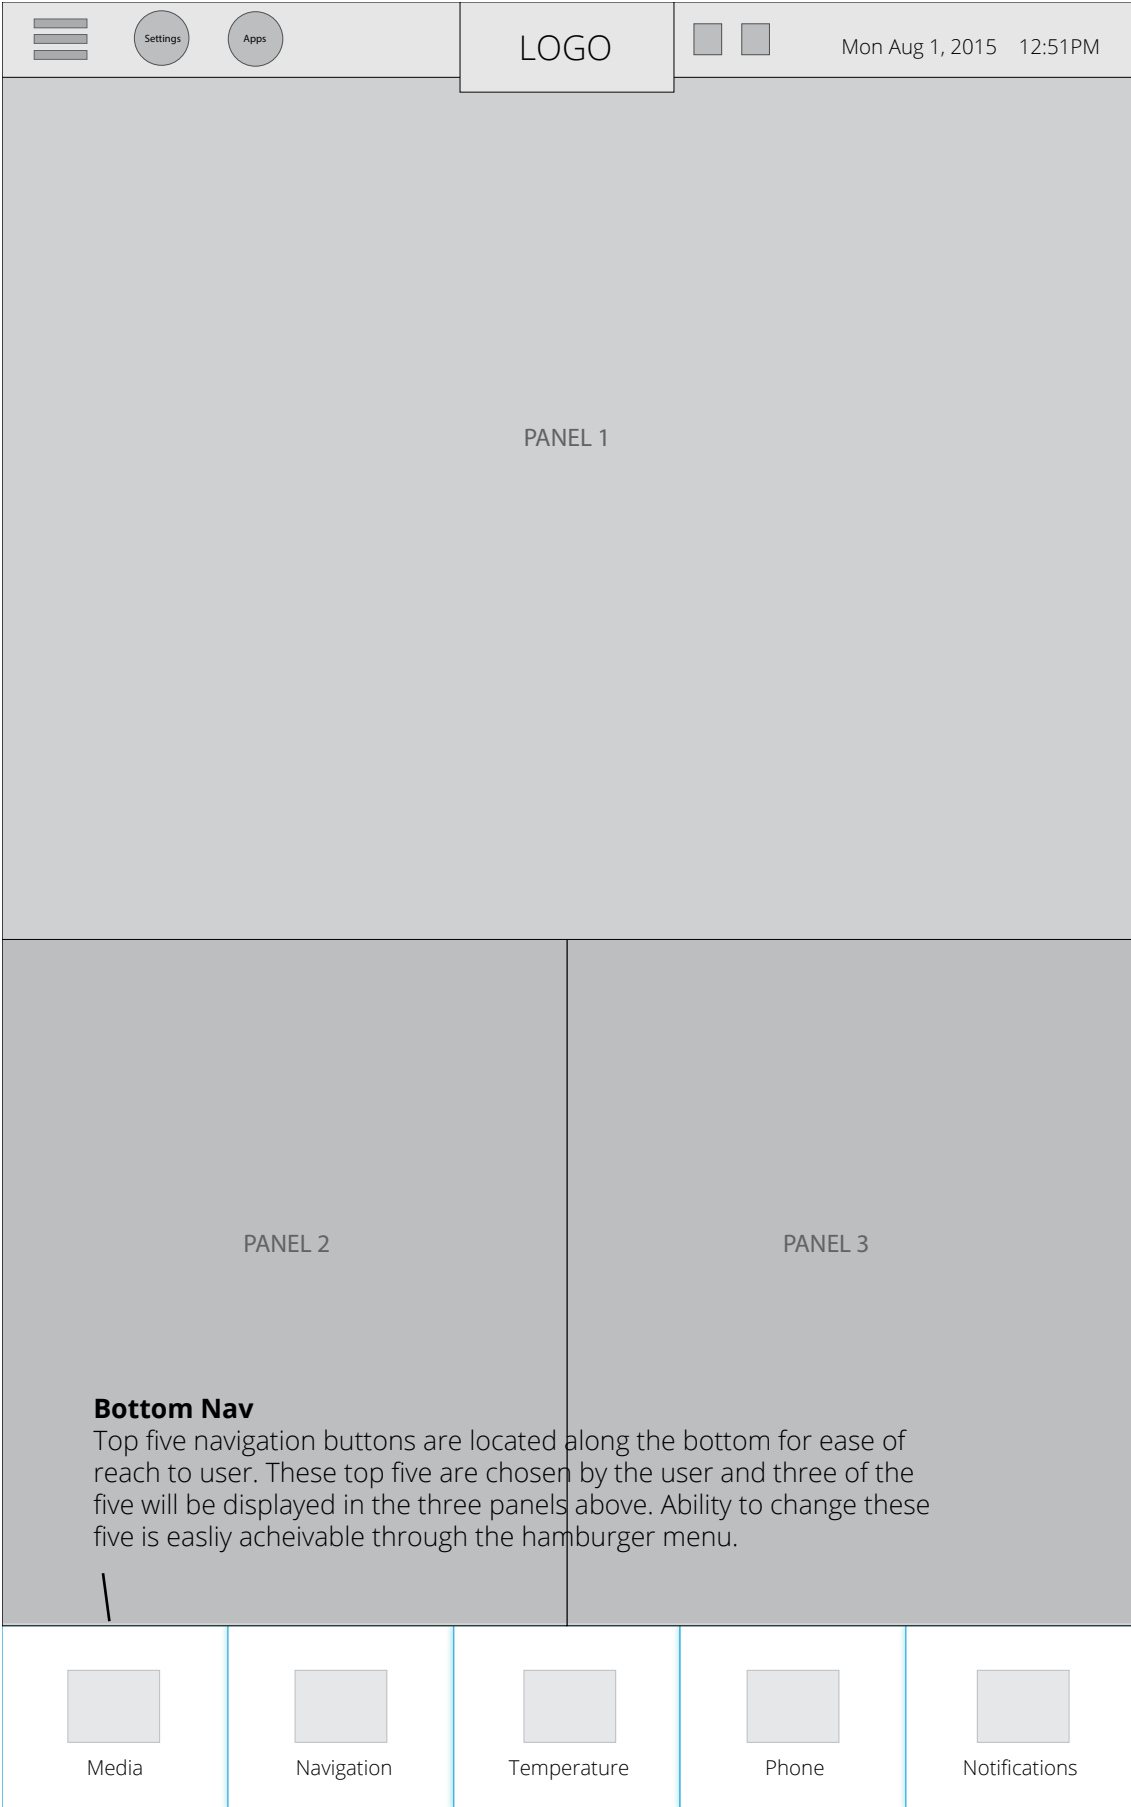 Settings
Apps
LOGO
Mon Aug 1, 2015 12:51PM
PANEL 1
PANEL 2
PANEL 3
Bottom Nav
Top five navigation buttons are located along the bottom for ease of
reach to user. These top five are chosen by the user and three of the
five will be displayed in the three panels above. Ability to change these
five is easliy acheivable through the hamburger menu.
Media
Navigation
Temperature
Phone
Notifications